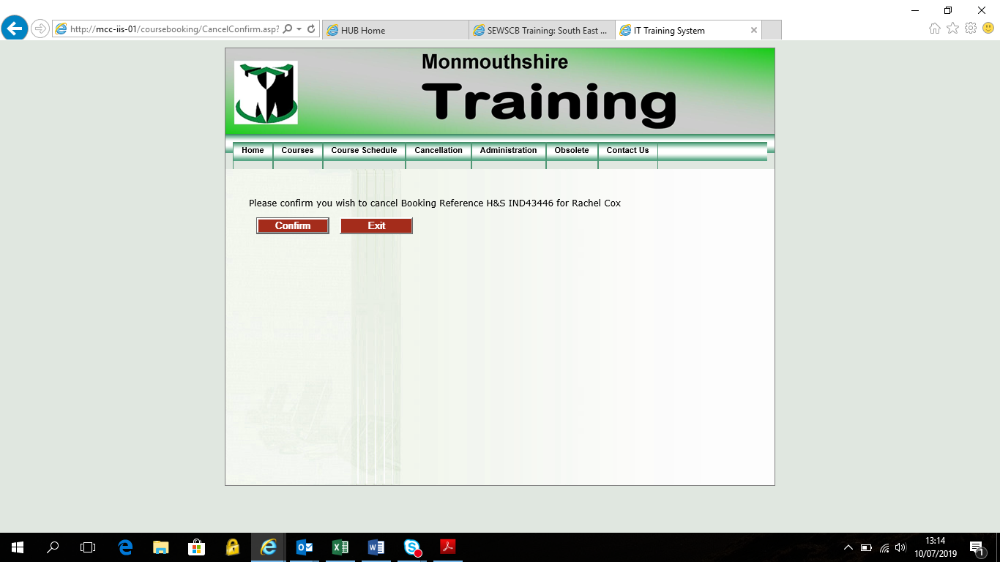 http://mcc-iis-01/coursebooking/CancelConfirm.asp?
HUB Home
SEWSCB Training: South East ...
IT Training System
Monmouthshire
Training
Home
Courses
Course Schedule
Cancellation
Administration
Obsolete
Contact Us
Please confirm you wish to cancel Booking Reference H&S IND43446 for Rachel Cox
Confirm
Exit
13:14
10/07/2019
1